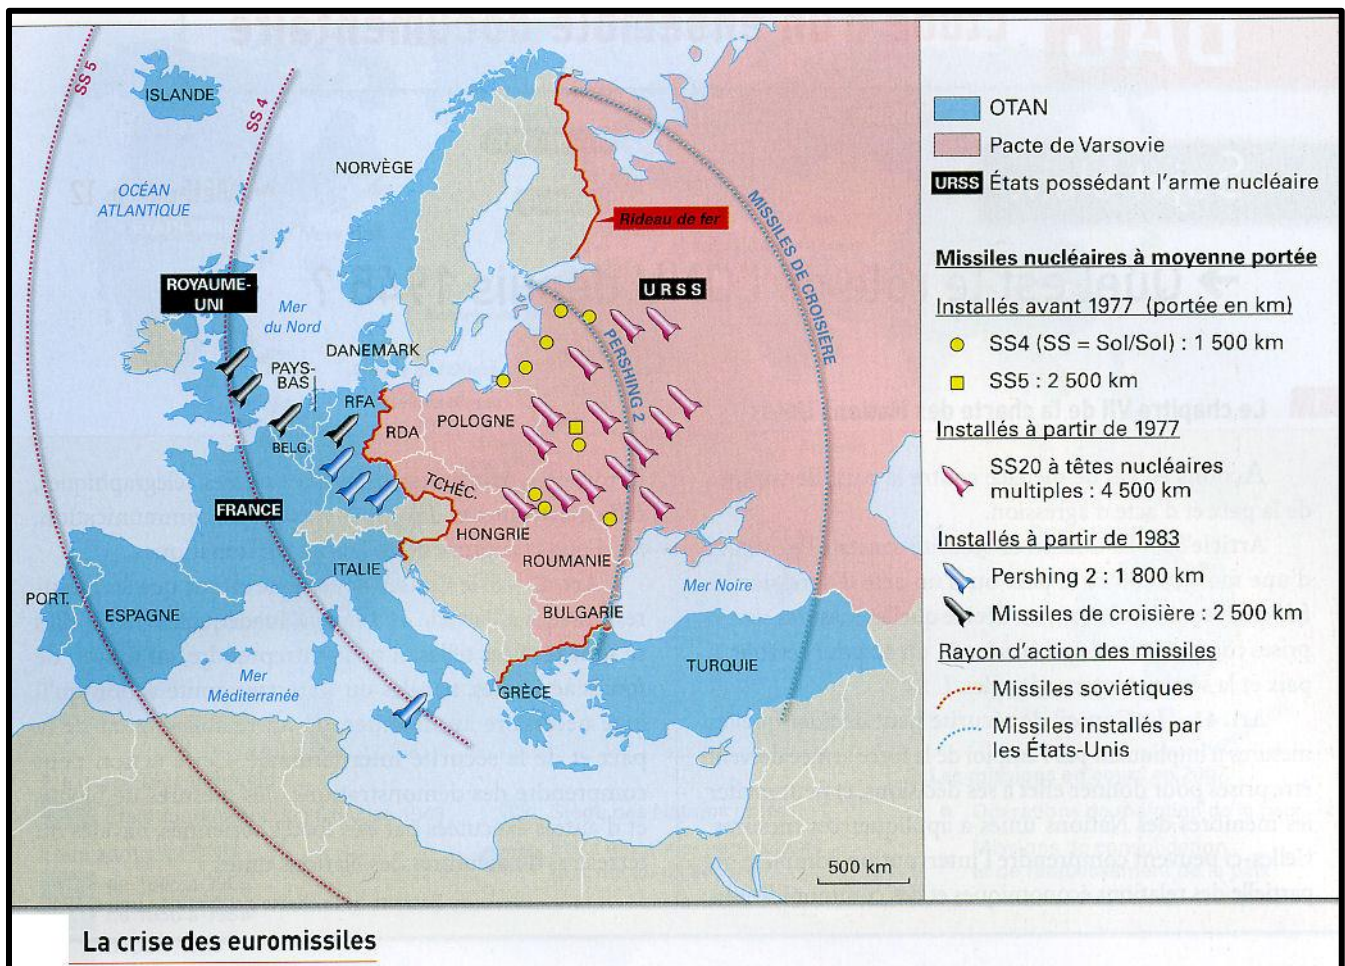 SS 5
SS 4
ISLANDE
NORVÈGE
OCÉAN
ATLANTIQUE
Rideau de fer
MISSILES DE CROISIÈRE
ROYAUME-
UNI
URSS
Mer
du Nord
DANEMARK
PAYS-
BAS
RFA
PERSHING 2
POLOGNE
RDA
BELG.
TCHÉC.
FRANCE
HONGRIE
ITALIE
ROUMANIE
Mer Noire
PORT.
ESPAGNE
BULGARIE
Mer
Méditerranée
GRÈCE
TURQUIE
500 km
OTAN
Pacte de Varsovie
URSS États possédant l'arme nucléaire
Missiles nucléaires à moyenne portée
Installés avant 1977 (portée en km)
SS4 (SS = Sol/Sol) : 1 500 km
SS5 : 2 500 km
Installés à partir de 1977
SS20 à têtes nucléaires
multiples : 4 500 km
Installés à partir de 1983
Pershing 2 : 1 800 km
Missiles de croisière : 2 500 km
Rayon d'action des missiles
Missiles soviétiques
Missiles installés par
les États-Unis
La crise des euromissiles